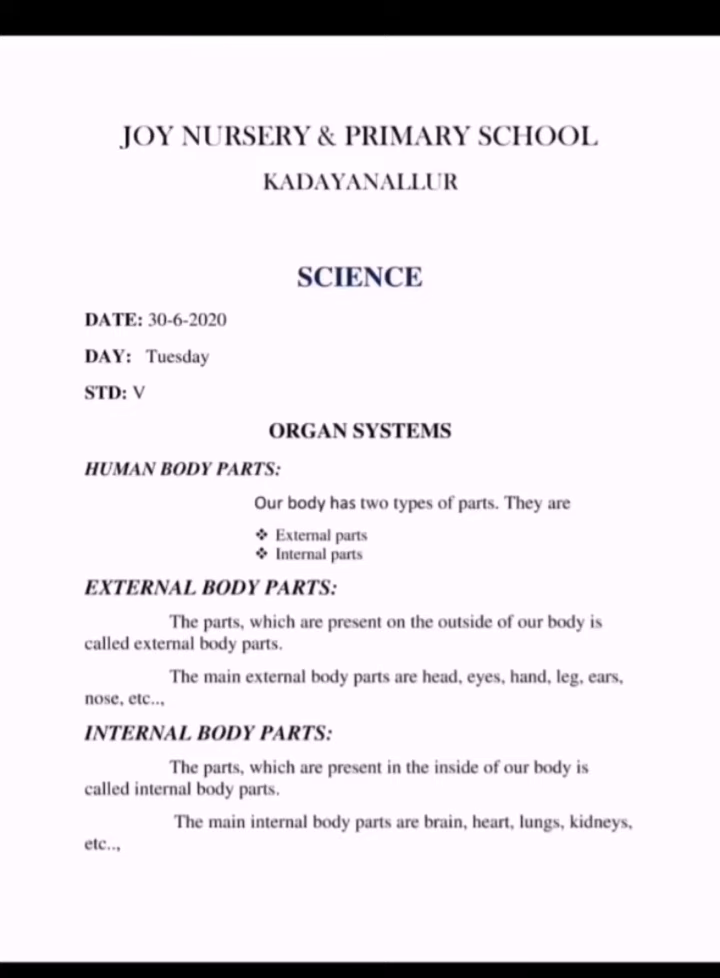 JOY NURSERY & PRIMARY SCHOOL
KADAYANALLUR
SCIENCE
DATE: 30-6-2020
DAY: Tuesday
STD: V
ORGAN SYSTEMS
HUMAN BODY PARTS:
Our body has two types of parts. They are
❖ External parts
❖ Internal parts
EXTERNAL BODY PARTS:
The parts, which are present on the outside of our body is
called external body parts.
The main external body parts are head, eyes, hand, leg, ears,
nose, etc..,
INTERNAL BODY PARTS:
The parts, which are present in the inside of our body is
called internal body parts.
The main internal body parts are brain, heart, lungs, kidneys,
etc..,